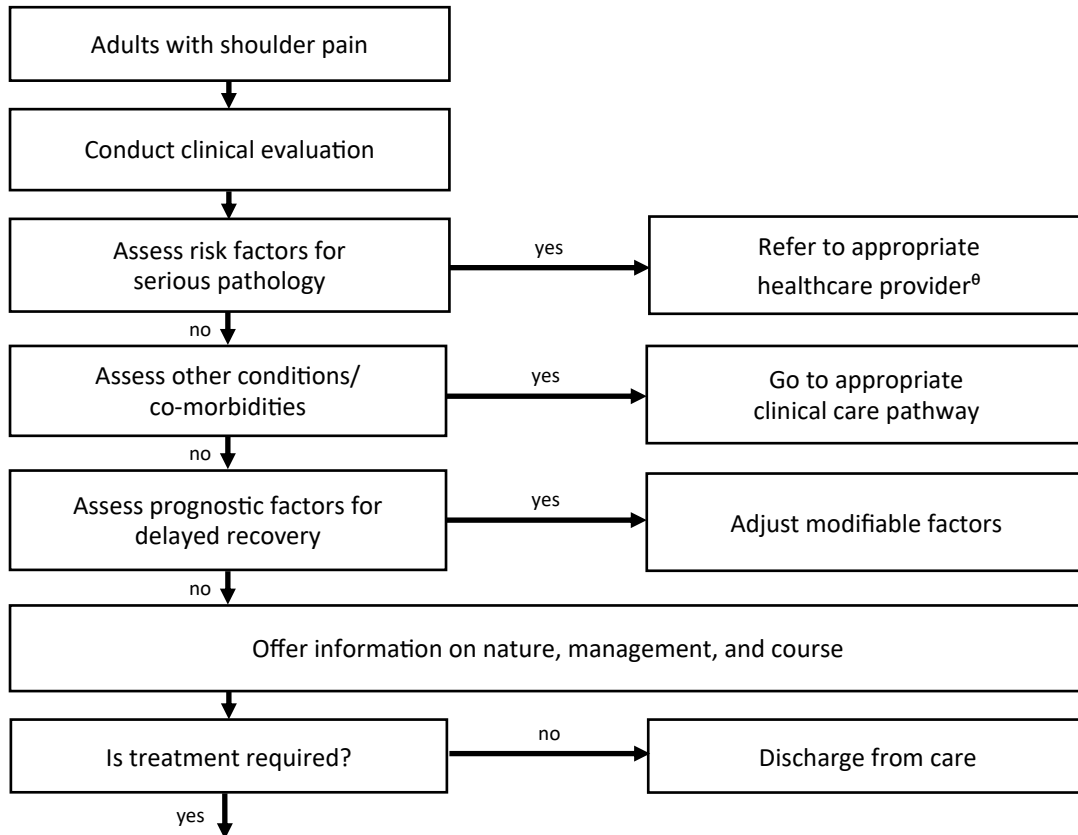 Adults with shoulder pain
Conduct clinical evaluation
Assess risk factors for
serious pathology
yes
Refer to appropriate
healthcare providerᶿ
no
Assess other conditions/
co-morbidities
yes
Go to appropriate
clinical care pathway
no
Assess prognostic factors for
delayed recovery
yes
Adjust modifiable factors
no
Offer information on nature, management, and course
Is treatment required?
no
Discharge from care
yes